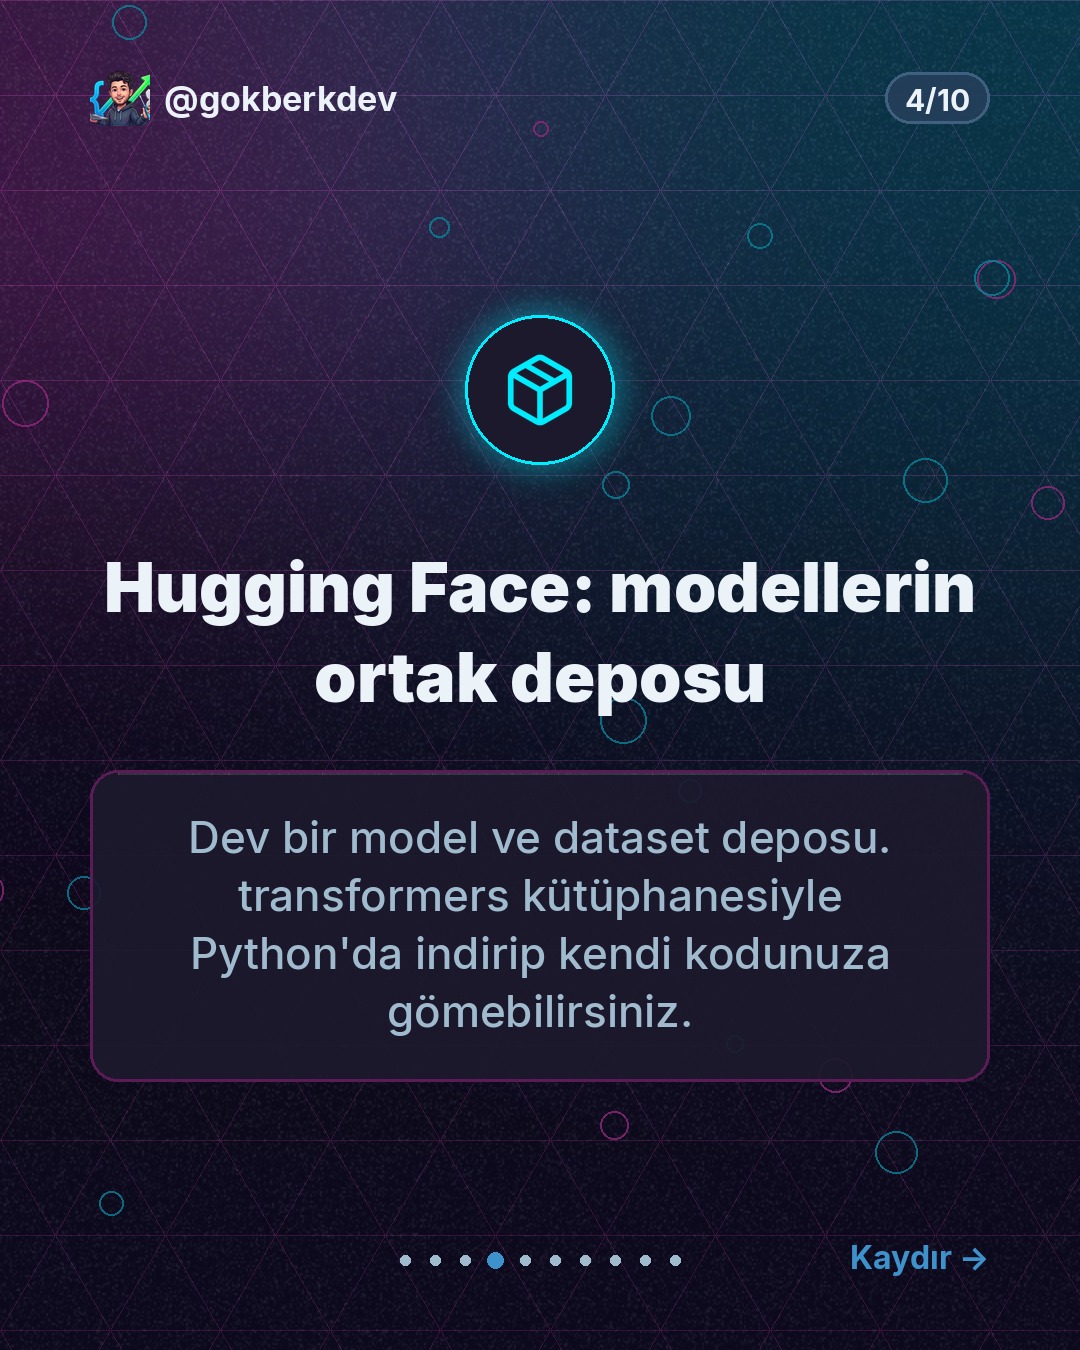 @gokberkdev
4/10
Hugging Face: modellerin
ortak deposu
Dev bir model ve dataset deposu.
transformers kütüphanesiyle
Python'da indirip kendi kodunuza
gömebilirsiniz.
Kaydır →